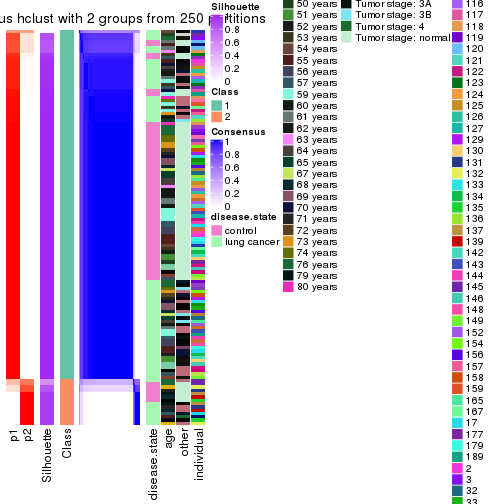 us hclust with 2 groups from 250 partitions
Silhouette
1
0.8
0.6
0.4
0.2
0
Class
1
2
Consensus
1
0.8
0.6
0.4
0.2
0
disease.state
control
lung cancer
p1
p2
Silhouette
Class
disease.state
age
other
individual
50 years
51 years
52 years
53 years
54 years
55 years
56 years
57 years
59 years
60 years
61 years
62 years
63 years
64 years
65 years
67 years
68 years
69 years
70 years
71 years
72 years
73 years
74 years
76 years
79 years
80 years
Tumor stage: 3A
Tumor stage: 3B
Tumor stage: 4
Tumor stage: normal
116
117
118
119
120
121
122
123
124
125
126
127
129
130
131
132
133
134
135
136
137
139
142
143
144
145
146
148
149
152
154
156
157
158
159
165
167
17
177
179
189
2
3
32
33